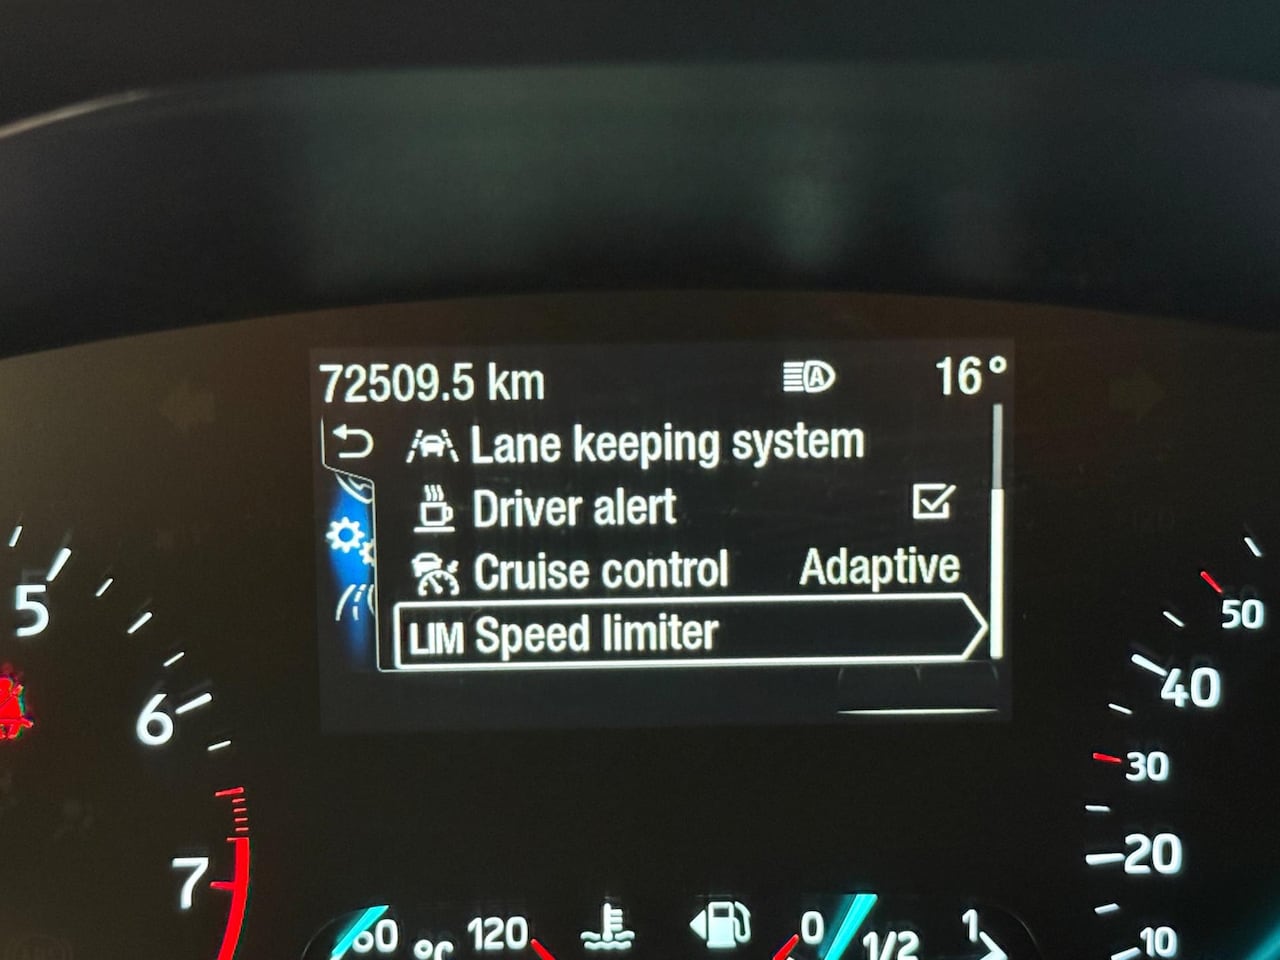 72509.5 km A 16°
Lane keeping system
Driver alert
Cruise control Adaptive
LIM Speed limiter
5
6
7
50
40
30
20
10
60 °C 120
0 1/2 1